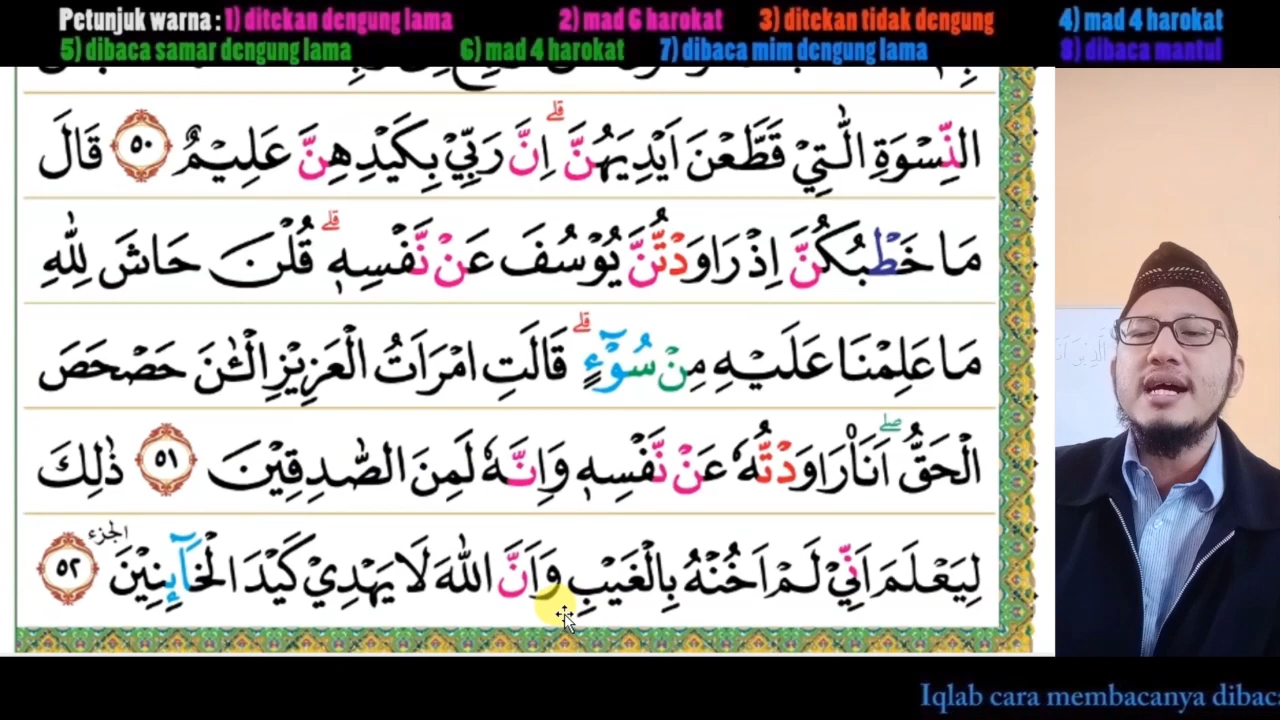 Petunjuk warna : 1) ditekan dengung lama 2) mad 6 harokat 3) ditekan tidak dengung 4) mad 4 harokat
5) dibaca samar dengung lama 6) mad 4 harokat 7) dibaca mim dengung lama 8) dibaca mantul
النِّسْوَةِ الّٰتِيْ قَطَّعْنَ اَيْدِيَهُنَّ ۗاِنَّ رَبِّيْ بِكَيْدِهِنَّ عَلِيْمٌ ٥٠ قَالَ
مَا خَطْبُكُنَّ اِذْ رَاوَدْتُّنَّ يُوْسُفَ عَنْ نَّفْسِهٖ ۗقُلْنَ حَاشَ لِلّٰهِ
مَا عَلِمْنَا عَلَيْهِ مِنْ سُوْۤءٍ ۗقَالَتِ امْرَاَتُ الْعَزِيْزِ الْـٰٔنَ حَصْحَصَ
الْحَقُّ ۖاَنَا۠ رَاوَدْتُّهٗ عَنْ نَّفْسِهٖ وَاِنَّهٗ لَمِنَ الصّٰدِقِيْنَ ٥١ ذٰلِكَ
لِيَعْلَمَ اَنِّيْ لَمْ اَخُنْهُ بِالْغَيْبِ وَاَنَّ اللّٰهَ لَا يَهْدِيْ كَيْدَ الْخَاۤىِٕنِيْنَ ٥٢ الجزء
Iqlab cara membacanya dibac